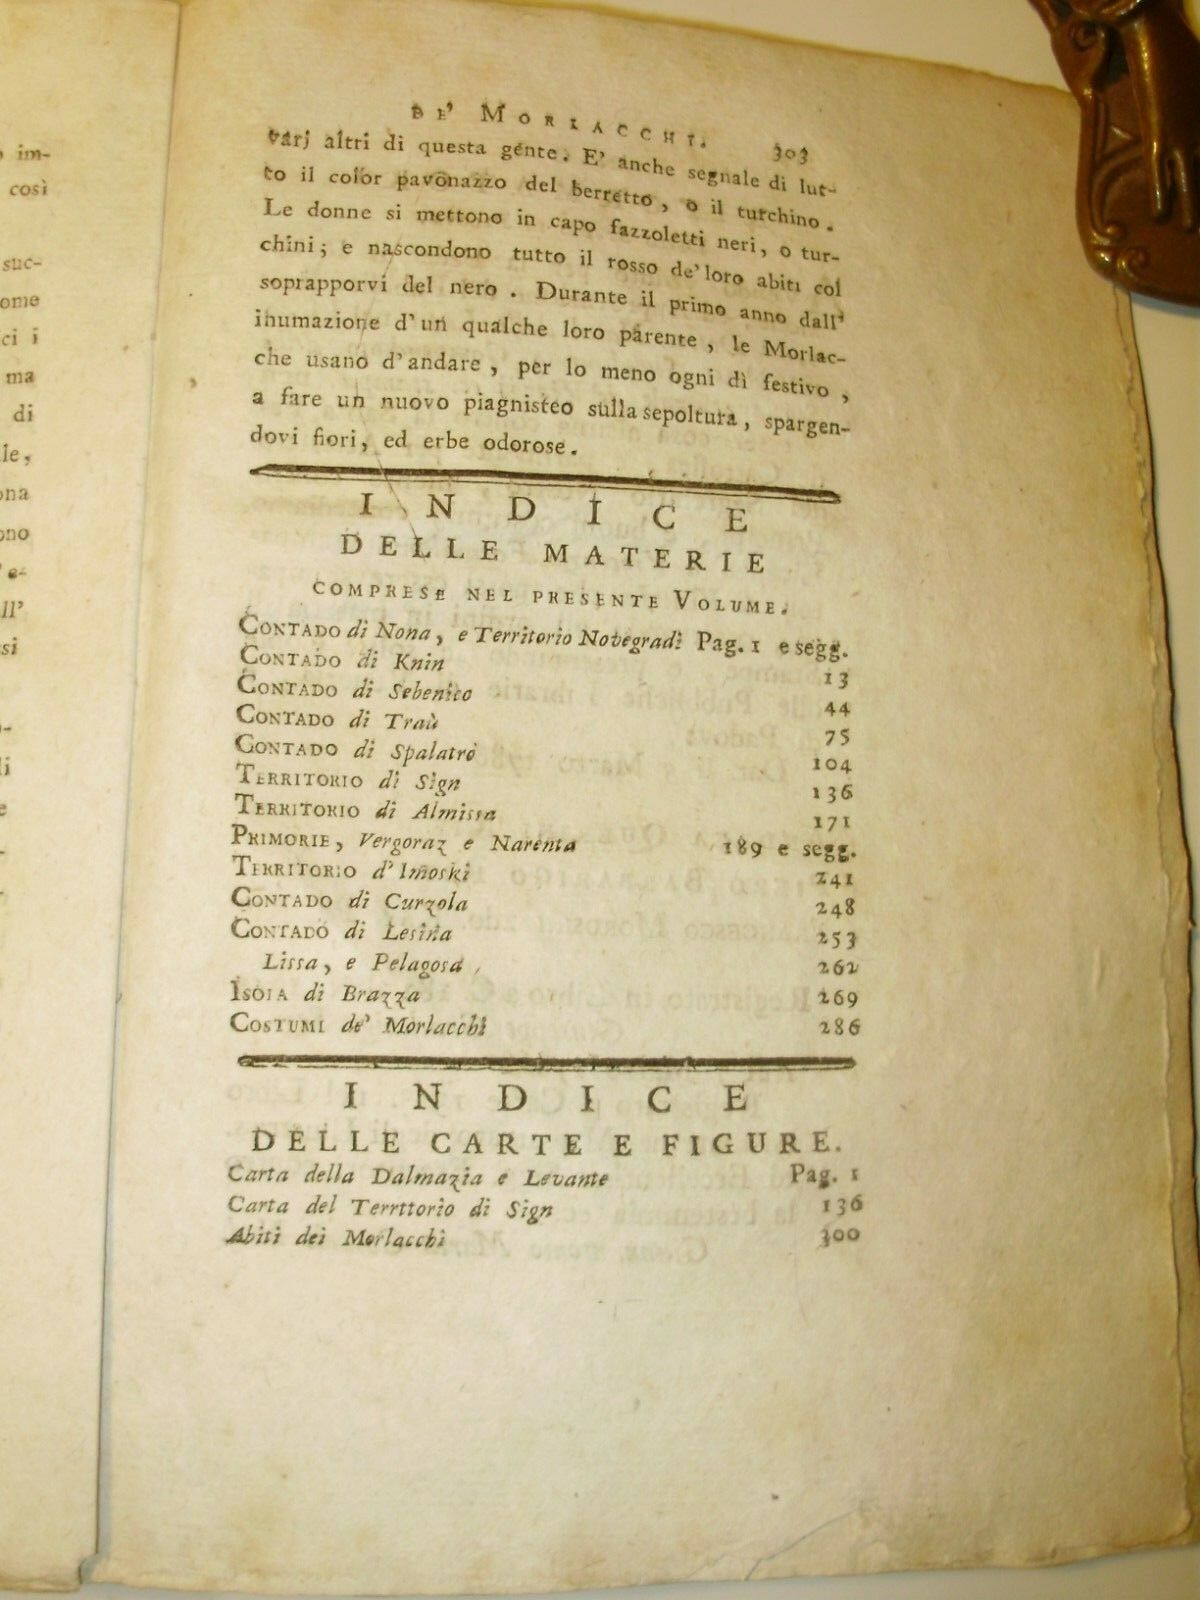 DE' MORLACCHI. 303
varj altri di questa gente. E' anche segnale di lut-
to il color pavonazzo del berretto, o il turchino.
Le donne si mettono in capo fazzoletti neri, o tur-
chini; e nascondono tutto il rosso de' loro abiti col
soprapporvi del nero. Durante il primo anno dall'
inumazione d'un qualche loro parente, le Morlac-
che usano d'andare, per lo meno ogni dì festivo,
a fare un nuovo piagnisteo sulla sepoltura, spargen-
dovi fiori, ed erbe odorose.
INDICE
DELLE MATERIE
COMPRESE NEL PRESENTE VOLUME.
CONTADO di Nona, e Territorio Novegradi Pag. 1 e segg.
CONTADO di Knin 13
CONTADO di Sebenico 44
CONTADO di Traù 75
CONTADO di Spalatro 104
TERRITORIO di Sign 136
TERRITORIO di Almissa 171
PRIMORIE, Vergoraz e Narenta 189 e segg.
TERRITORIO d'Imoski 241
CONTADO di Curzola 248
CONTADO di Lesina 253
Lissa, e Pelagosa 262
ISOLA di Brazza 269
COSTUMI de' Morlacchi 286
INDICE
DELLE CARTE E FIGURE.
Carta della Dalmazia e Levante Pag. 1
Carta del Terrttorio di Sign 136
Abiti dei Morlacchi 300